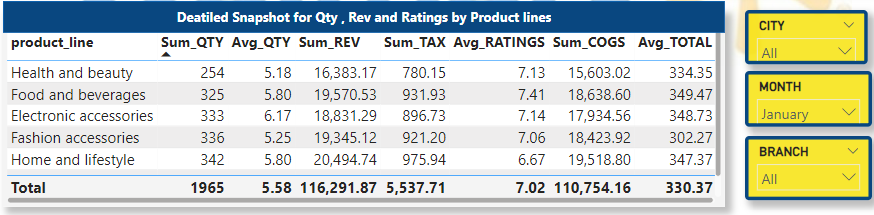 Deatiled Snapshot for Qty , Rev and Ratings by Product lines
product_line Sum_QTY Avg_QTY Sum_REV Sum_TAX Avg_RATINGS Sum_COGS Avg_TOTAL
Health and beauty 254 5.18 16,383.17 780.15 7.13 15,603.02 334.35
Food and beverages 325 5.80 19,570.53 931.93 7.41 18,638.60 349.47
Electronic accessories 333 6.17 18,831.29 896.73 7.14 17,934.56 348.73
Fashion accessories 336 5.25 19,345.12 921.20 7.06 18,423.92 302.27
Home and lifestyle 342 5.80 20,494.74 975.94 6.67 19,518.80 347.37
Total 1965 5.58 116,291.87 5,537.71 7.02 110,754.16 330.37
CITY
All
MONTH
January
BRANCH
All